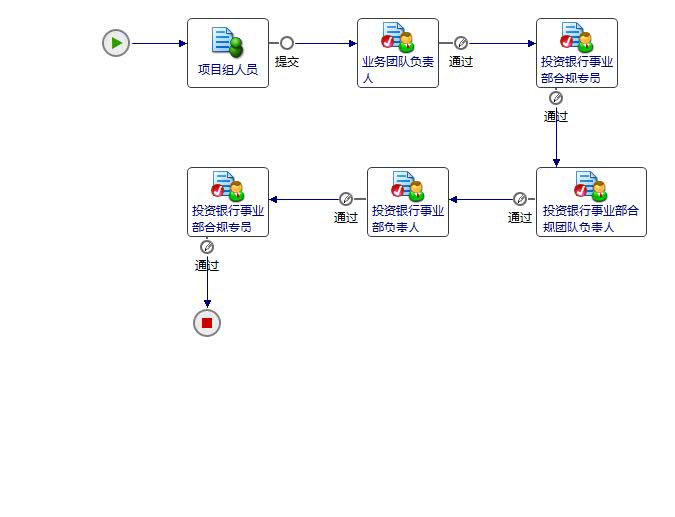 项目组人员
提交
业务团队负责
人
通过
投资银行事业
部合规专员
通过
投资银行事业部合
规团队负责人
通过
投资银行事业
部负责人
通过
投资银行事业
部合规专员
通过